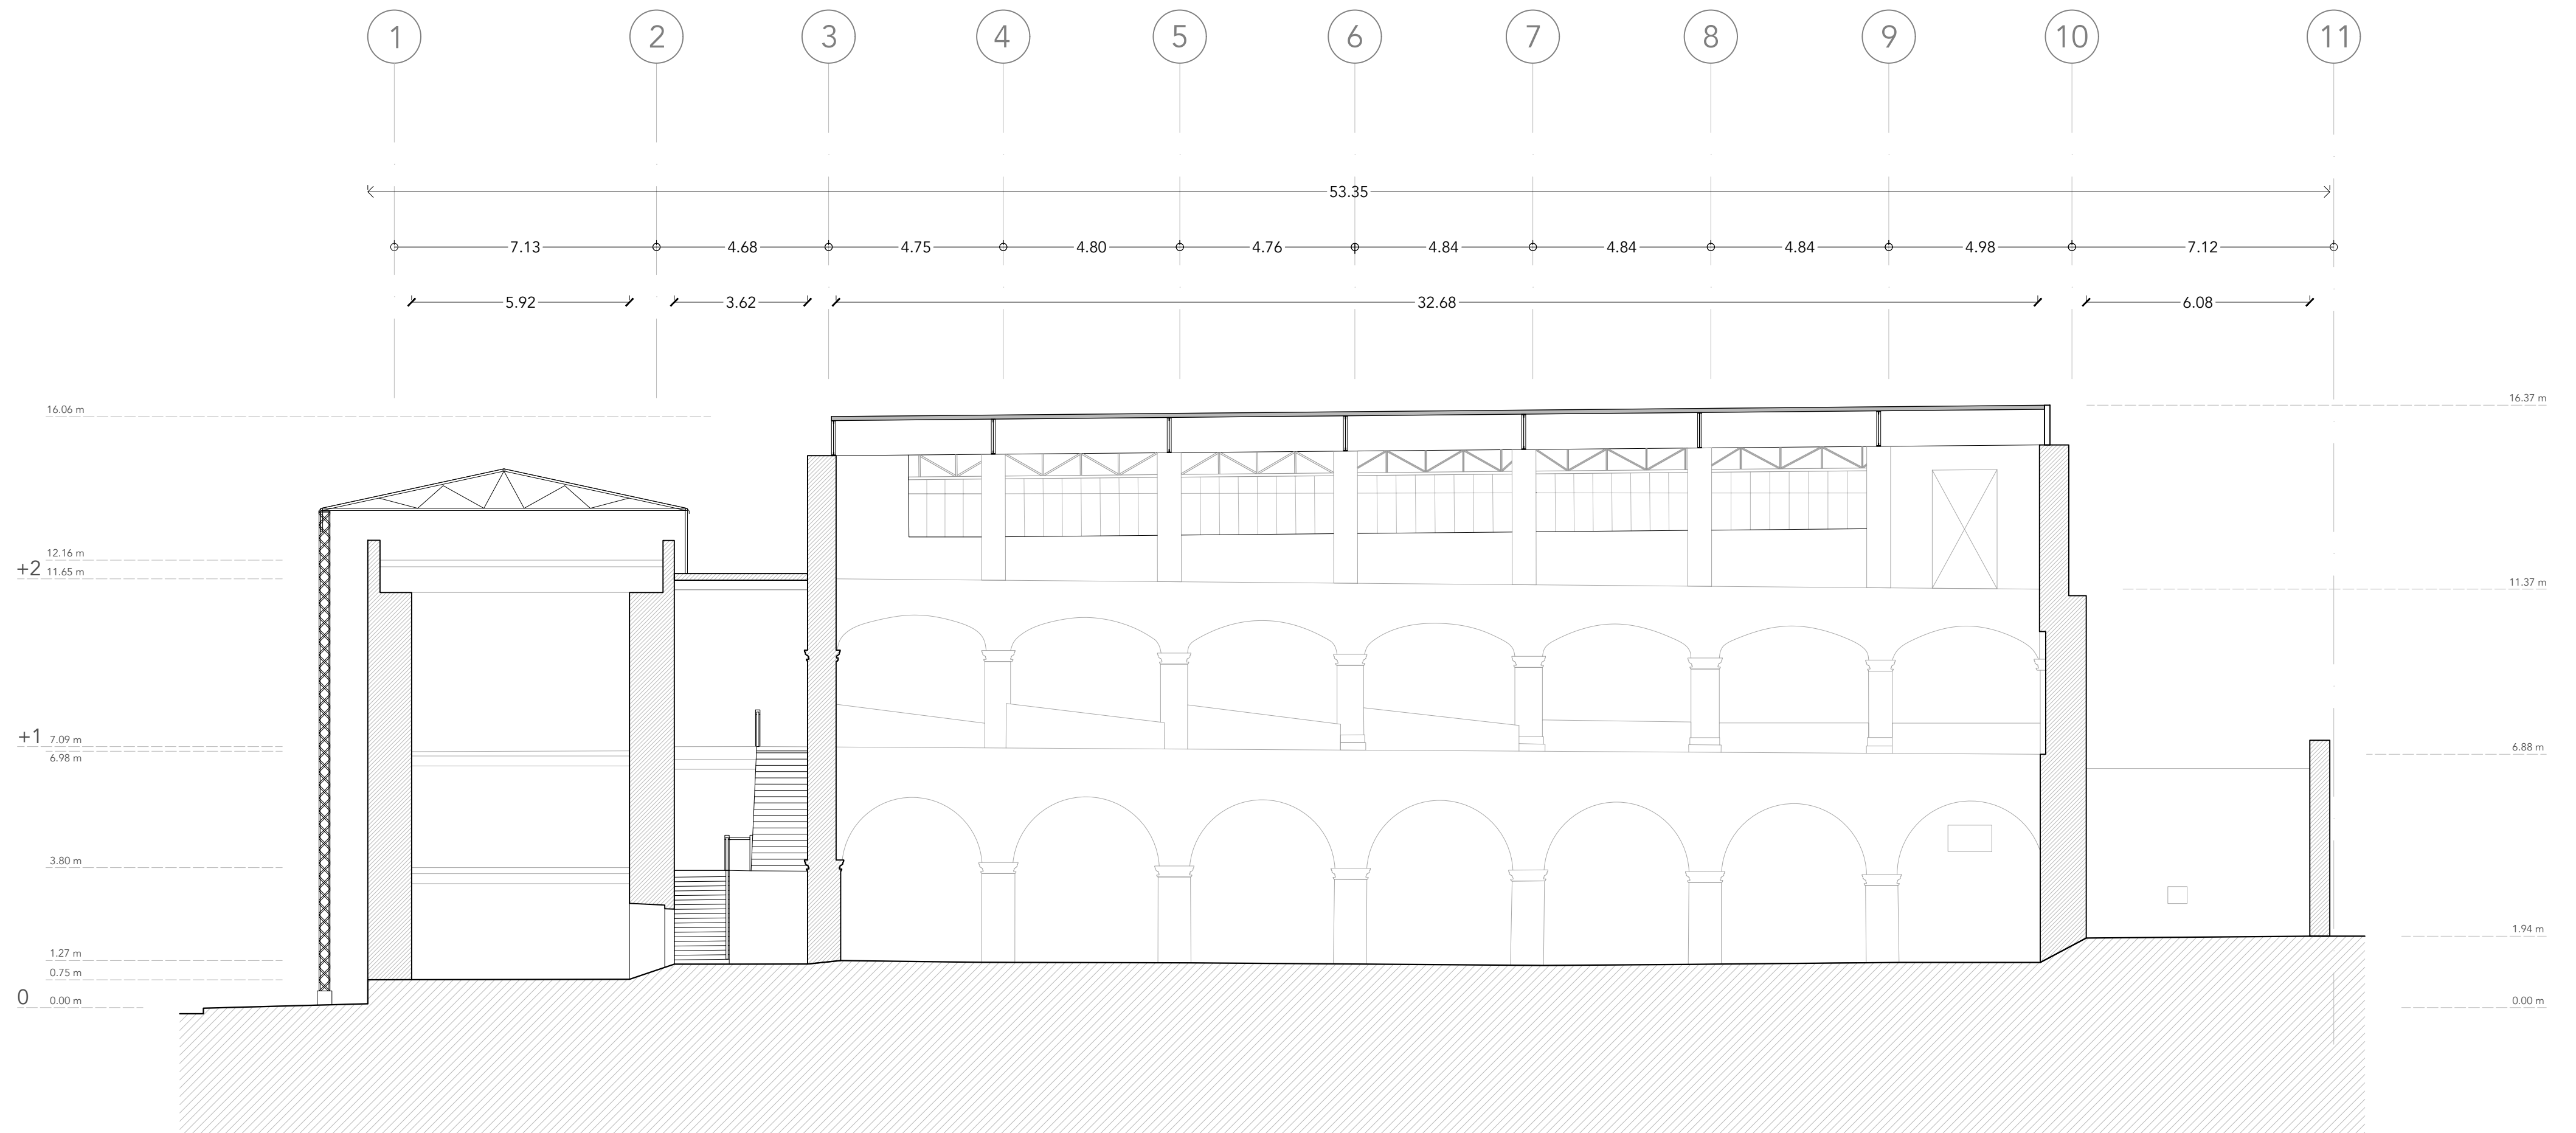 1 2 3 4 5 6 7 8 9 10 11
53.35
7.13 4.68 4.75 4.80 4.76 4.84 4.84 4.84 4.98 7.12
5.92 3.62 32.68 6.08
16.37 m
16.06 m
12.16 m
+2 11.65 m
11.37 m
+1 7.09 m
6.98 m
6.88 m
3.80 m
1.94 m
1.27 m
0.75 m
0 0.00 m
0.00 m